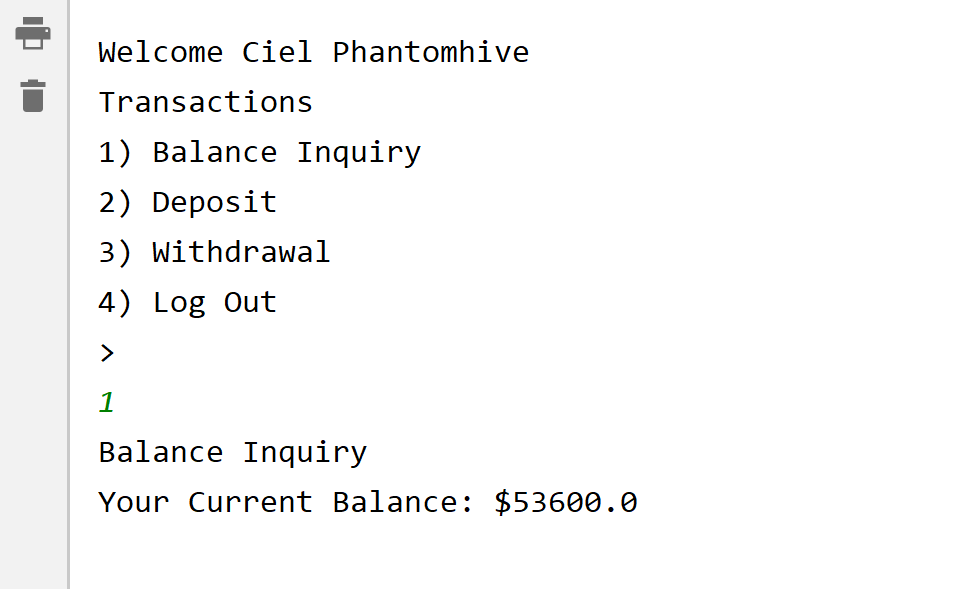 Welcome Ciel Phantomhive
Transactions
1) Balance Inquiry
2) Deposit
3) Withdrawal
4) Log Out
>
1
Balance Inquiry
Your Current Balance: $53600.0